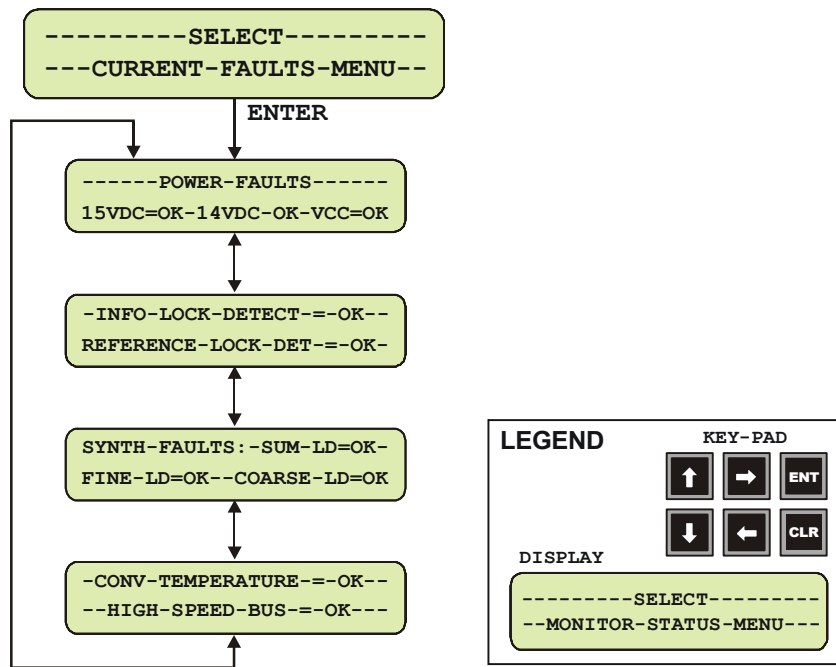 ---------SELECT---------
---CURRENT-FAULTS-MENU--
ENTER
------POWER-FAULTS------
15VDC=OK-14VDC-OK-VCC=OK
-INFO-LOCK-DETECT-=-OK--
REFERENCE-LOCK-DET-=-OK-
SYNTH-FAULTS:-SUM-LD=OK-
FINE-LD=OK--COARSE-LD=OK
-CONV-TEMPERATURE-=-OK--
--HIGH-SPEED-BUS-=-OK---
LEGEND
KEY-PAD
ENT
CLR
DISPLAY
---------SELECT---------
--MONITOR-STATUS-MENU---